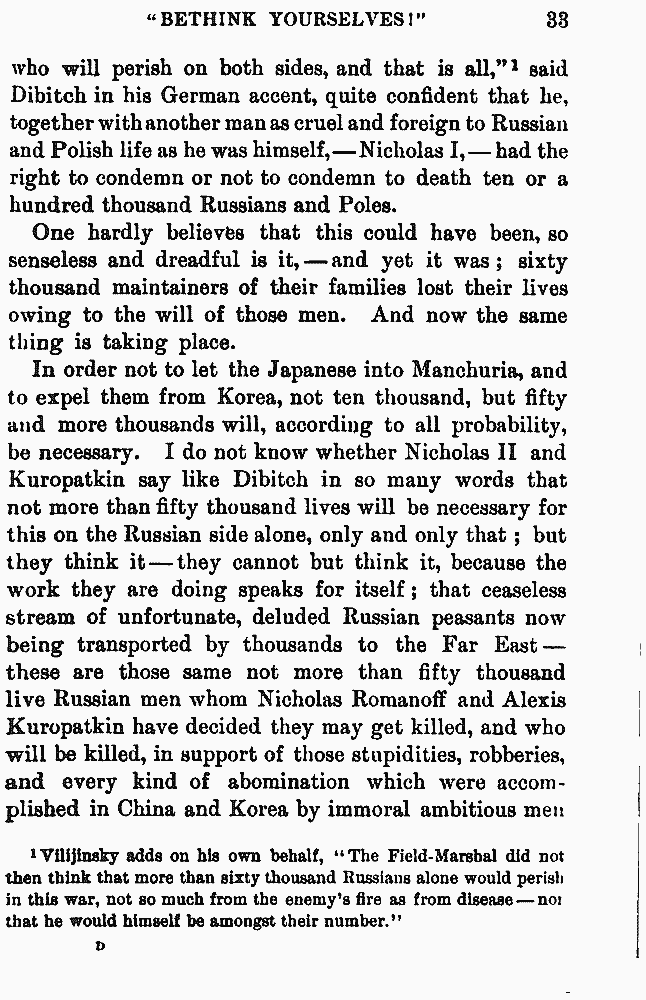 "BETHINK YOURSELVES!" 33
who will perish on both sides, and that is all,"¹ said
Dibitch in his German accent, quite confident that he,
together with another man as cruel and foreign to Russian
and Polish life as he was himself,—Nicholas I,—had the
right to condemn or not to condemn to death ten or a
hundred thousand Russians and Poles.
One hardly believes that this could have been, so
senseless and dreadful is it,—and yet it was; sixty
thousand maintainers of their families lost their lives
owing to the will of those men. And now the same
thing is taking place.
In order not to let the Japanese into Manchuria, and
to expel them from Korea, not ten thousand, but fifty
and more thousands will, according to all probability,
be necessary. I do not know whether Nicholas II and
Kuropatkin say like Dibitch in so many words that
not more than fifty thousand lives will be necessary for
this on the Russian side alone, only and only that; but
they think it—they cannot but think it, because the
work they are doing speaks for itself; that ceaseless
stream of unfortunate, deluded Russian peasants now
being transported by thousands to the Far East—
these are those same not more than fifty thousand
live Russian men whom Nicholas Romanoff and Alexis
Kuropatkin have decided they may get killed, and who
will be killed, in support of those stupidities, robberies,
and every kind of abomination which were accom-
plished in China and Korea by immoral ambitious men
¹ Vilijinsky adds on his own behalf, "The Field-Marshal did not
then think that more than sixty thousand Russians alone would perish
in this war, not so much from the enemy's fire as from disease—nor
that he would himself be amongst their number."
D